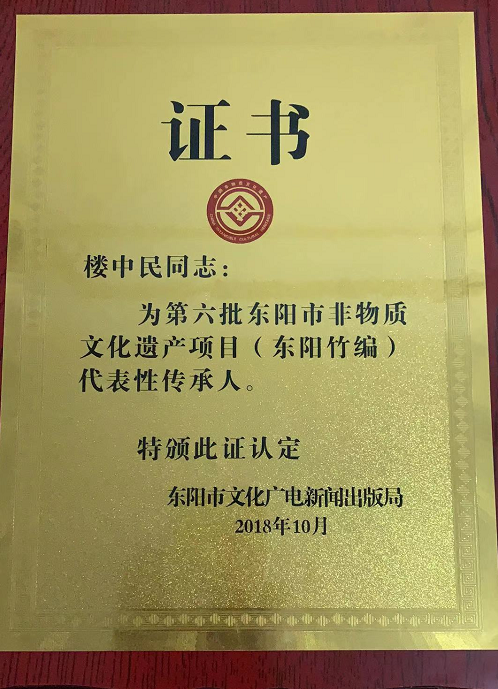 证书
楼中民同志：
为第六批东阳市非物质
文化遗产项目（东阳竹编）
代表性传承人。
特颁此证认定
东阳市文化广电新闻出版局
2018年10月